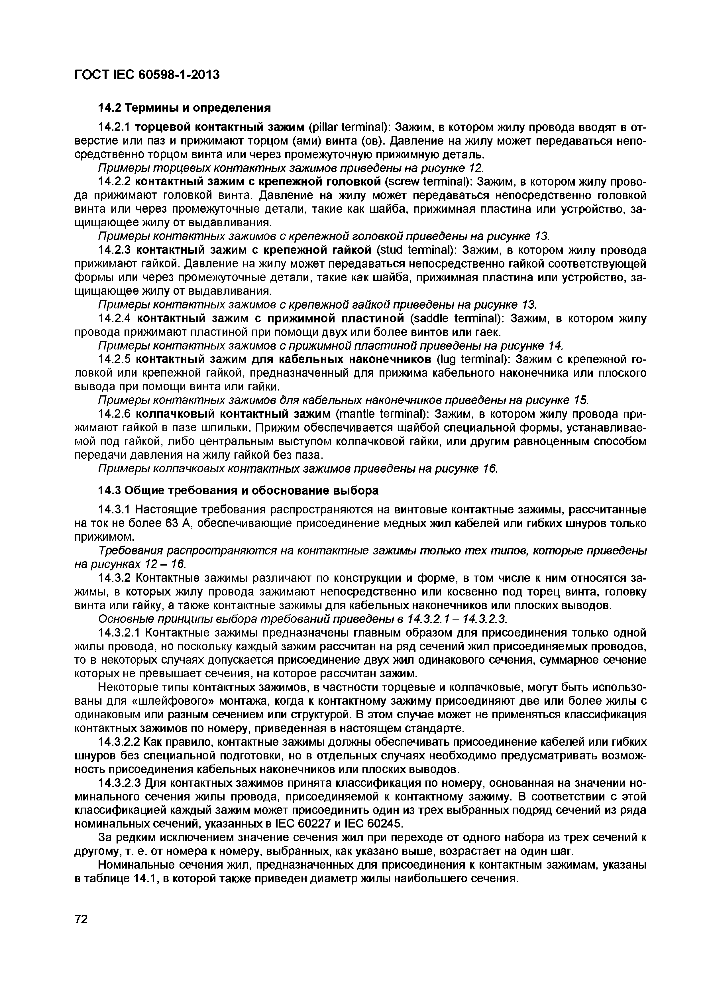 ГОСТ IEC 60598-1-2013
14.2 Термины и определения
14.2.1 торцевой контактный зажим (pillar terminal): Зажим, в котором жилу провода вводят в от-
верстие или паз и прижимают торцом (ами) винта (ов). Давление на жилу может передаваться непо-
средственно торцом винта или через промежуточную прижимную деталь.
Примеры торцевых контактных зажимов приведены на рисунке 12.
14.2.2 контактный зажим с крепежной головкой (screw terminal): Зажим, в котором жилу прово-
да прижимают головкой винта. Давление на жилу может передаваться непосредственно головкой
винта или через промежуточные детали, такие как шайба, прижимная пластина или устройство, за-
щищающее жилу от выдавливания.
Примеры контактных зажимов с крепежной головкой приведены на рисунке 13.
14.2.3 контактный зажим с крепежной гайкой (stud terminal): Зажим, в котором жилу провода
прижимают гайкой. Давление на жилу может передаваться непосредственно гайкой соответствующей
формы или через промежуточные детали, такие как шайба, прижимная пластина или устройство, за-
щищающее жилу от выдавливания.
Примеры контактных зажимов с крепежной гайкой приведены на рисунке 13.
14.2.4 контактный зажим с прижимной пластиной (saddle terminal): Зажим, в котором жилу
провода прижимают пластиной при помощи двух или более винтов или гаек.
Примеры контактных зажимов с прижимной пластиной приведены на рисунке 14.
14.2.5 контактный зажим для кабельных наконечников (lug terminal): Зажим с крепежной го-
ловкой или крепежной гайкой, предназначенный для прижима кабельного наконечника или плоского
вывода при помощи винта или гайки.
Примеры контактных зажимов для кабельных наконечников приведены на рисунке 15.
14.2.6 колпачковый контактный зажим (mantle terminal): Зажим, в котором жилу провода при-
жимают гайкой в пазе шпильки. Прижим обеспечивается шайбой специальной формы, устанавливае-
мой под гайкой, либо центральным выступом колпачковой гайки, или другим равноценным способом
передачи давления на жилу гайкой без паза.
Примеры колпачковых контактных зажимов приведены на рисунке 16.
14.3 Общие требования и обоснование выбора
14.3.1 Настоящие требования распространяются на винтовые контактные зажимы, рассчитанные
на ток не более 63 А, обеспечивающие присоединение медных жил кабелей или гибких шнуров только
прижимом.
Требования распространяются на контактные зажимы только тех типов, которые приведены
на рисунках 12 – 16.
14.3.2 Контактные зажимы различают по конструкции и форме, в том числе к ним относятся за-
жимы, в которых жилу провода зажимают непосредственно или косвенно под торец винта, головку
винта или гайку, а также контактные зажимы для кабельных наконечников или плоских выводов.
Основные принципы выбора требований приведены в 14.3.2.1 – 14.3.2.3.
14.3.2.1 Контактные зажимы предназначены главным образом для присоединения только одной
жилы провода, но поскольку каждый зажим рассчитан на ряд сечений жил присоединяемых проводов,
то в некоторых случаях допускается присоединение двух жил одинакового сечения, суммарное сечение
которых не превышает сечения, на которое рассчитан зажим.
Некоторые типы контактных зажимов, в частности торцевые и колпачковые, могут быть использо-
ваны для «шлейфового» монтажа, когда к контактному зажиму присоединяют две или более жилы с
одинаковым или разным сечением или структурой. В этом случае может не применяться классификация
контактных зажимов по номеру, приведенная в настоящем стандарте.
14.3.2.2 Как правило, контактные зажимы должны обеспечивать присоединение кабелей или гибких
шнуров без специальной подготовки, но в отдельных случаях необходимо предусматривать возмож-
ность присоединения кабельных наконечников или плоских выводов.
14.3.2.3 Для контактных зажимов принята классификация по номеру, основанная на значении но-
минального сечения жилы провода, присоединяемой к контактному зажиму. В соответствии с этой
классификацией каждый зажим может присоединить один из трех выбранных подряд сечений из ряда
номинальных сечений, указанных в IEC 60227 и IEC 60245.
За редким исключением значение сечения жил при переходе от одного набора из трех сечений к
другому, т. е. от номера к номеру, выбранных, как указано выше, возрастает на один шаг.
Номинальные сечения жил, предназначенных для присоединения к контактным зажимам, указаны
в таблице 14.1, в которой также приведен диаметр жилы наибольшего сечения.
72